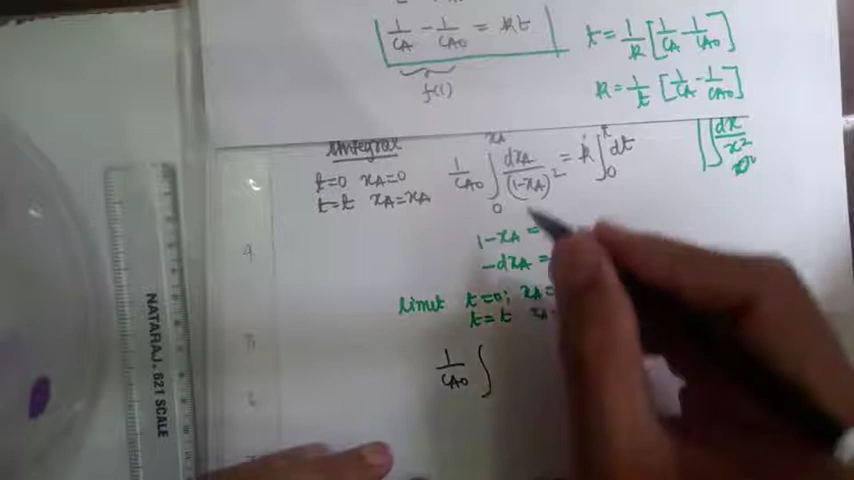 1/CA - 1/CA0 = kt
f(l)
t = 1/k [1/CA - 1/CA0]
k = 1/t [1/CA - 1/CA0]
Integral
t=0 xA=0
t=t xA=xA
1/CA0 ∫ dxA/(1-xA)² = k ∫ dt
xA
0
t
0
∫ dx/x²
1-xA =
-dxA =
limit t=0; xA=
t=t xA
1/CA0 ∫
NATARAJ 621 SCALE